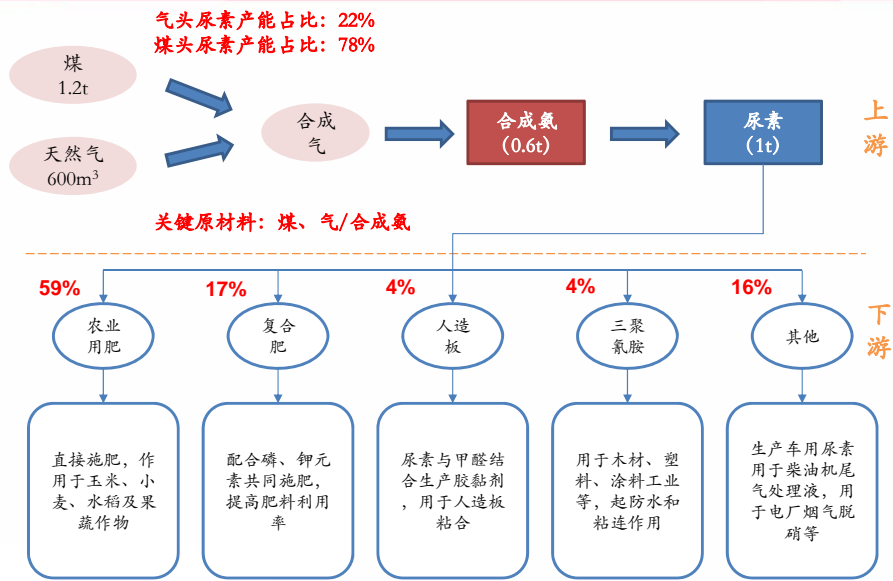 气头尿素产能占比：22%
煤头尿素产能占比：78%
煤
1.2t
天然气
600m³
合成
气
合成氨
(0.6t)
尿素
(1t)
上
游
关键原材料：煤、气/合成氨
59%
17%
4%
4%
16%
农业
用肥
复合
肥
人造
板
三聚
氰胺
其他
下
游
直接施肥，作
用于玉米、小
麦、水稻及果
蔬作物
配合磷、钾元
素共同施肥，
提高肥料利用
率
尿素与甲醛结
合生产胶黏剂
，用于人造板
粘合
用于木材、塑
料、涂料工业
等，起防水和
粘连作用
生产车用尿素
用于柴油机尾
气处理液，用
于电厂烟气脱
硝等